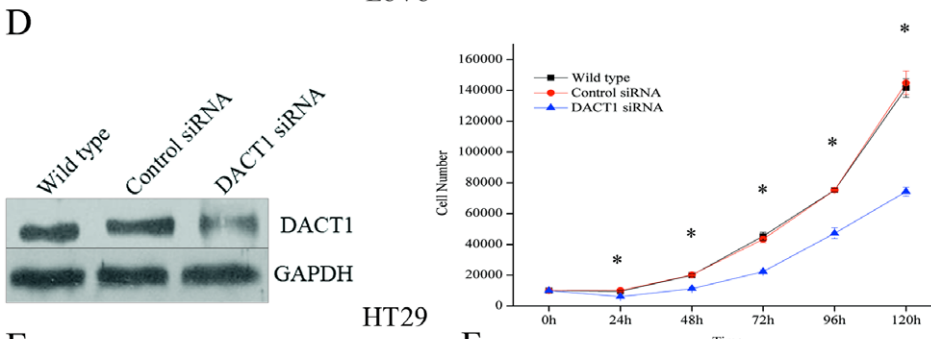 D
Wild type
Control siRNA
DACT1 siRNA
DACT1
GAPDH
HT29
Cell Number
160000
140000
120000
100000
80000
60000
40000
20000
0
Wild type
Control siRNA
DACT1 siRNA
*
*
*
*
*
0h
24h
48h
72h
96h
120h